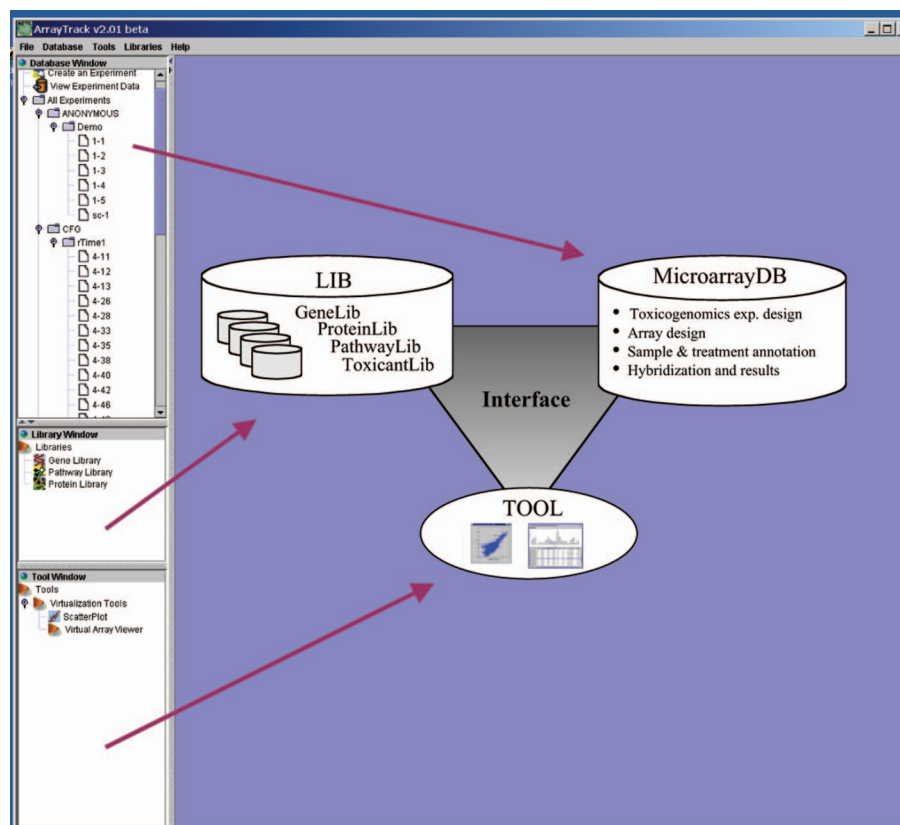 ArrayTrack v2.01 beta
File Database Tools Libraries Help
Database Window
Create an Experiment
View Experiment Data
All Experiments
ANONYMOUS
Demo
1-1
1-2
1-3
1-4
1-5
sc-1
CFG
rTime1
4-11
4-12
4-13
4-26
4-28
4-33
4-35
4-38
4-40
4-42
4-46
Library Window
Libraries
Gene Library
Pathway Library
Protein Library
Tool Window
Tools
Virtualization Tools
ScatterPlot
Virtual Array Viewer
LIB
GeneLib
ProteinLib
PathwayLib
ToxicantLib
MicroarrayDB
• Toxicogenomics exp. design
• Array design
• Sample & treatment annotation
• Hybridization and results
Interface
TOOL